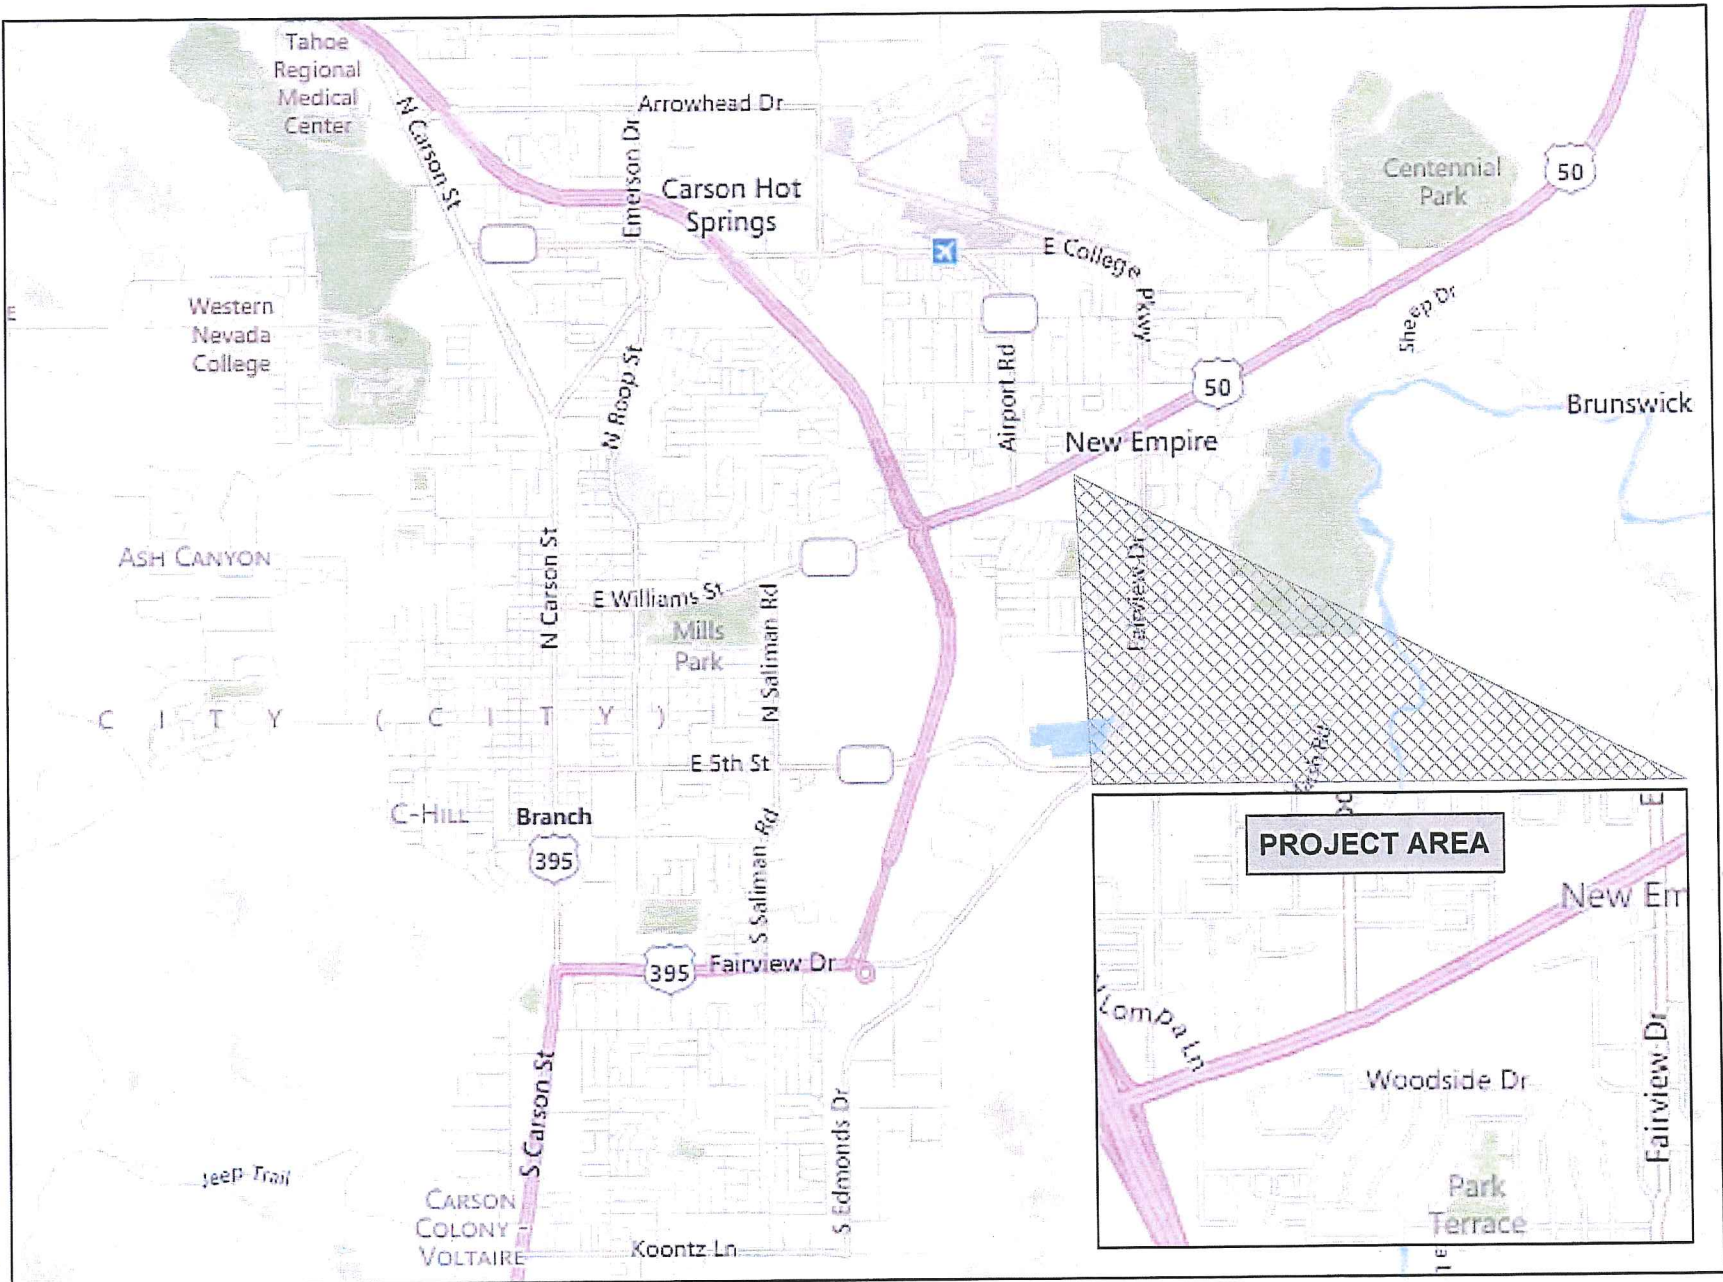 Tahoe
Regional
Medical
Center
N Carson St
Arrowhead Dr
Emerson Dr
Carson Hot
Springs
Centennial
Park
50
E College
Pkwy
Western
Nevada
College
E
Sheep Dr
N Roop St
Airport Rd
50
Brunswick
New Empire
ASH CANYON
N Carson St
E Williams St
Mills
Park
N Saliman Rd
Fairview Dr
CITY (CITY)
E 5th St
C-HILL
Branch
395
S Saliman Rd
395
Fairview Dr
S Carson St
S Edmonds Dr
Jeep Trail
CARSON
COLONY -
VOLTAIRE
Koontz Ln
PROJECT AREA
New Em
Lompa Ln
Woodside Dr
Fairview Dr
Park
Terrace